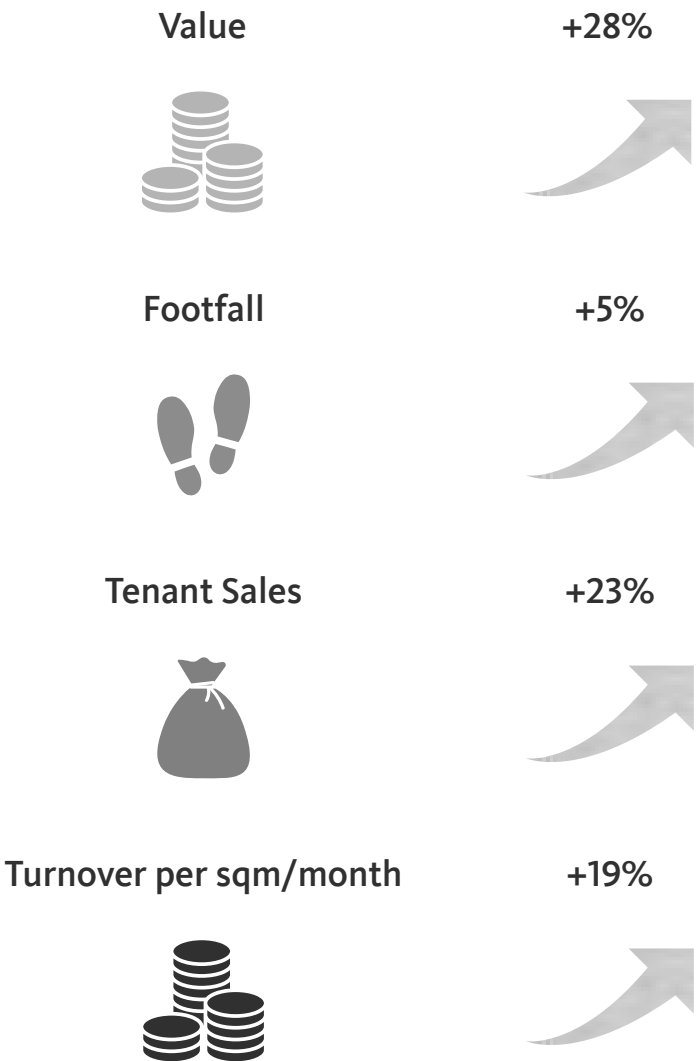 Value +28%
Footfall +5%
Tenant Sales +23%
Turnover per sqm/month +19%